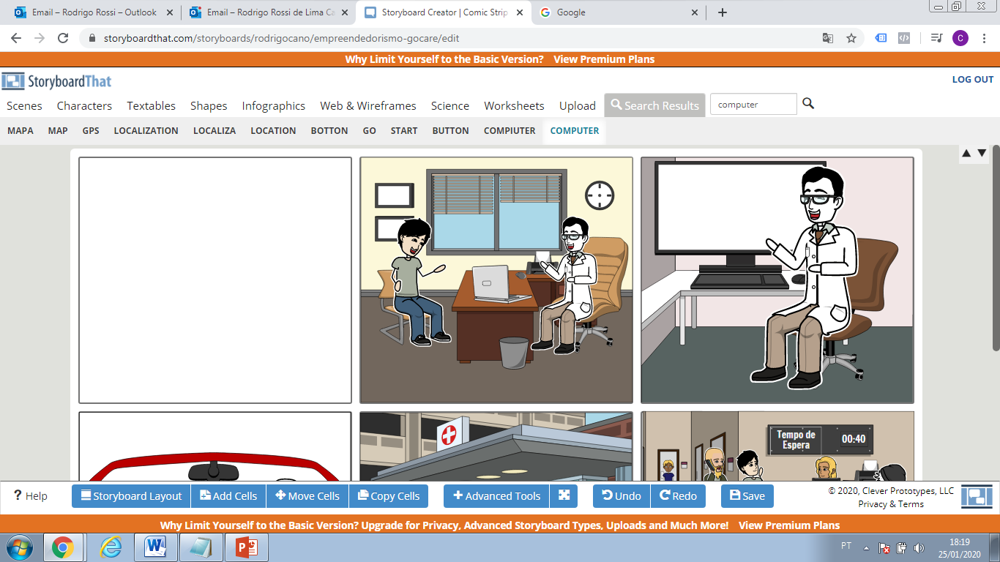 Email – Rodrigo Rossi – Outlook
Email – Rodrigo Rossi de Lima Ca
Storyboard Creator | Comic Strip
Google
storyboardthat.com/storyboards/rodrigocano/empreendedorismo-gocare/edit
C
Why Limit Yourself to the Basic Version? View Premium Plans
StoryboardThat
LOG OUT
Scenes Characters Textables Shapes Infographics Web & Wireframes Science Worksheets Upload Search Results computer
MAPA MAP GPS LOCALIZATION LOCALIZA LOCATION BOTTON GO START BUTTON COMPIUTER COMPUTER
Tempo de
Espera
00:40
? Help
Storyboard Layout Add Cells Move Cells Copy Cells Advanced Tools Undo Redo Save
© 2020, Clever Prototypes, LLC
Privacy & Terms
Why Limit Yourself to the Basic Version? Upgrade for Privacy, Advanced Storyboard Types, Uploads and Much More! View Premium Plans
PT
18:19
25/01/2020